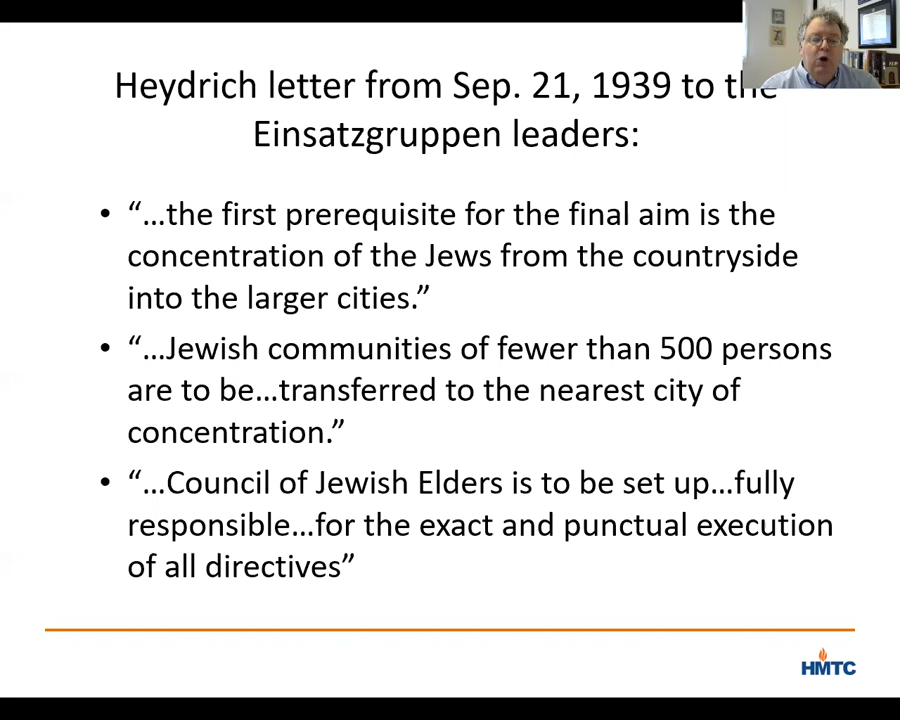 Heydrich letter from Sep. 21, 1939 to the
Einsatzgruppen leaders:
• “…the first prerequisite for the final aim is the
concentration of the Jews from the countryside
into the larger cities.”
• “…Jewish communities of fewer than 500 persons
are to be…transferred to the nearest city of
concentration.”
• “…Council of Jewish Elders is to be set up…fully
responsible…for the exact and punctual execution
of all directives”
HMTC